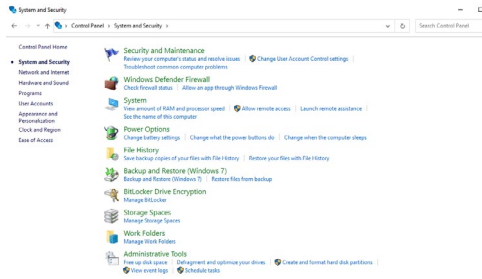 System and Security
Control Panel > System and Security >
Search Control Panel
Control Panel Home
System and Security
Network and Internet
Hardware and Sound
Programs
User Accounts
Appearance and
Personalization
Clock and Region
Ease of Access
Security and Maintenance
Review your computer's status and resolve issues | Change User Account Control settings |
Troubleshoot common computer problems
Windows Defender Firewall
Check firewall status | Allow an app through Windows Firewall
System
View amount of RAM and processor speed | Allow remote access | Launch remote assistance |
See the name of this computer
Power Options
Change battery settings | Change what the power buttons do | Change when the computer sleeps
File History
Save backup copies of your files with File History | Restore your files with File History
Backup and Restore (Windows 7)
Backup and Restore (Windows 7) | Restore files from backup
BitLocker Drive Encryption
Manage BitLocker
Storage Spaces
Manage Storage Spaces
Work Folders
Manage Work Folders
Administrative Tools
Free up disk space | Defragment and optimize your drives | Create and format hard disk partitions |
View event logs | Schedule tasks